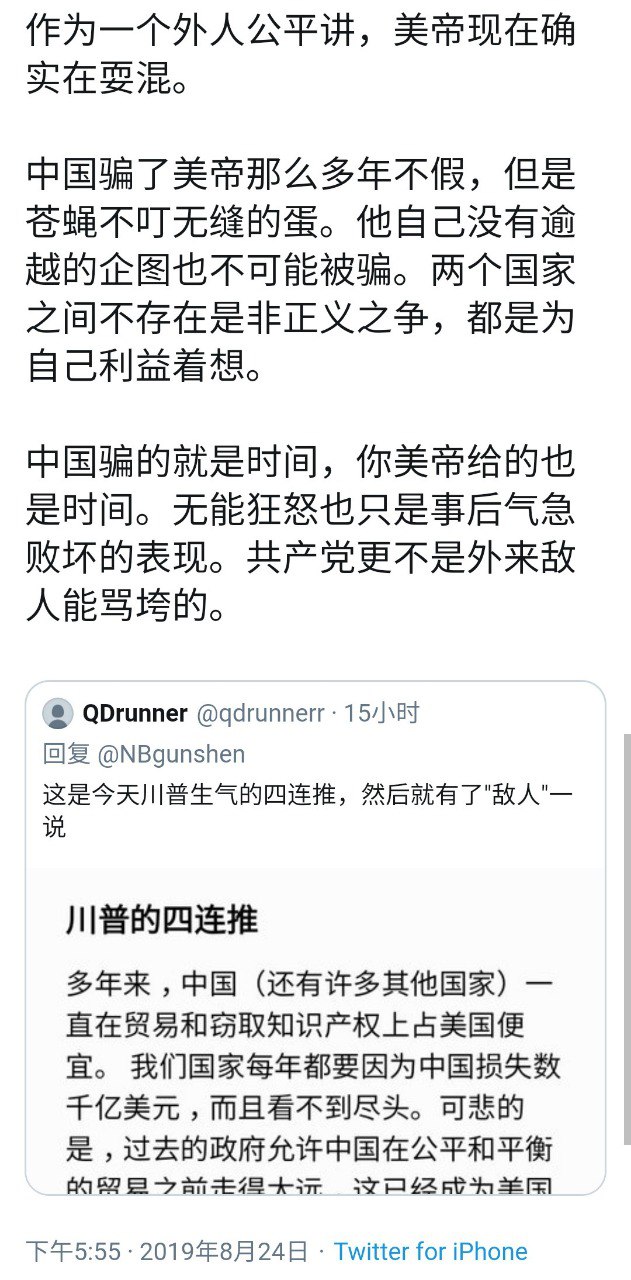 作为一个外人公平讲，美帝现在确
实在耍混。
中国骗了美帝那么多年不假，但是
苍蝇不叮无缝的蛋。他自己没有逾
越的企图也不可能被骗。两个国家
之间不存在是非正义之争，都是为
自己利益着想。
中国骗的就是时间，你美帝给的也
是时间。无能狂怒也只是事后气急
败坏的表现。共产党更不是外来敌
人能骂垮的。
QDrunner @qdrunnerr · 15小时
回复 @NBgunshen
这是今天川普生气的四连推，然后就有了"敌人"一
说
川普的四连推
多年来，中国（还有许多其他国家）一
直在贸易和窃取知识产权上占美国便
宜。 我们国家每年都要因为中国损失数
千亿美元，而且看不到尽头。可悲的
是，过去的政府允许中国在公平和平衡
的贸易之前走得太远，这已经成为美国
下午5:55 · 2019年8月24日 · Twitter for iPhone